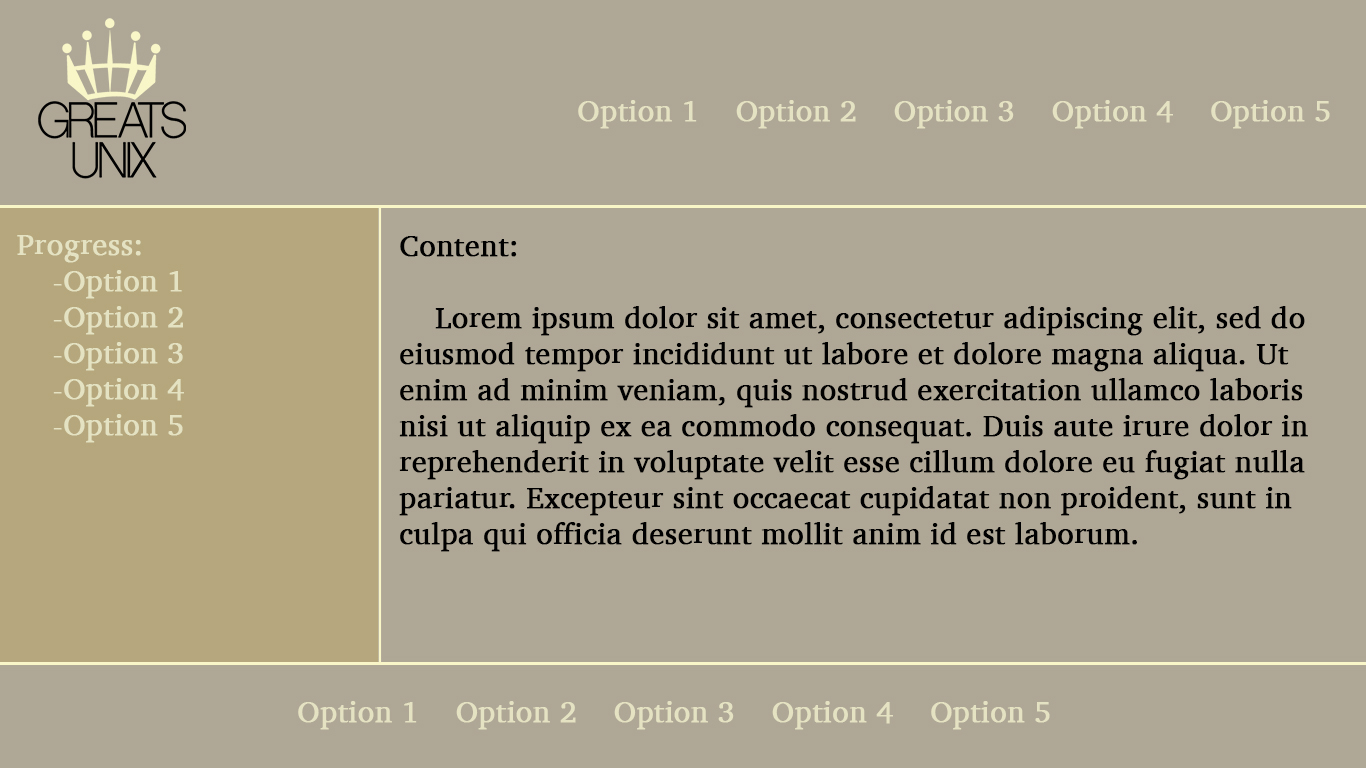 GREATS
UNIX
Option 1 Option 2 Option 3 Option 4 Option 5
Progress:
-Option 1
-Option 2
-Option 3
-Option 4
-Option 5
Content:
Lorem ipsum dolor sit amet, consectetur adipiscing elit, sed do
eiusmod tempor incididunt ut labore et dolore magna aliqua. Ut
enim ad minim veniam, quis nostrud exercitation ullamco laboris
nisi ut aliquip ex ea commodo consequat. Duis aute irure dolor in
reprehenderit in voluptate velit esse cillum dolore eu fugiat nulla
pariatur. Excepteur sint occaecat cupidatat non proident, sunt in
culpa qui officia deserunt mollit anim id est laborum.
Option 1 Option 2 Option 3 Option 4 Option 5